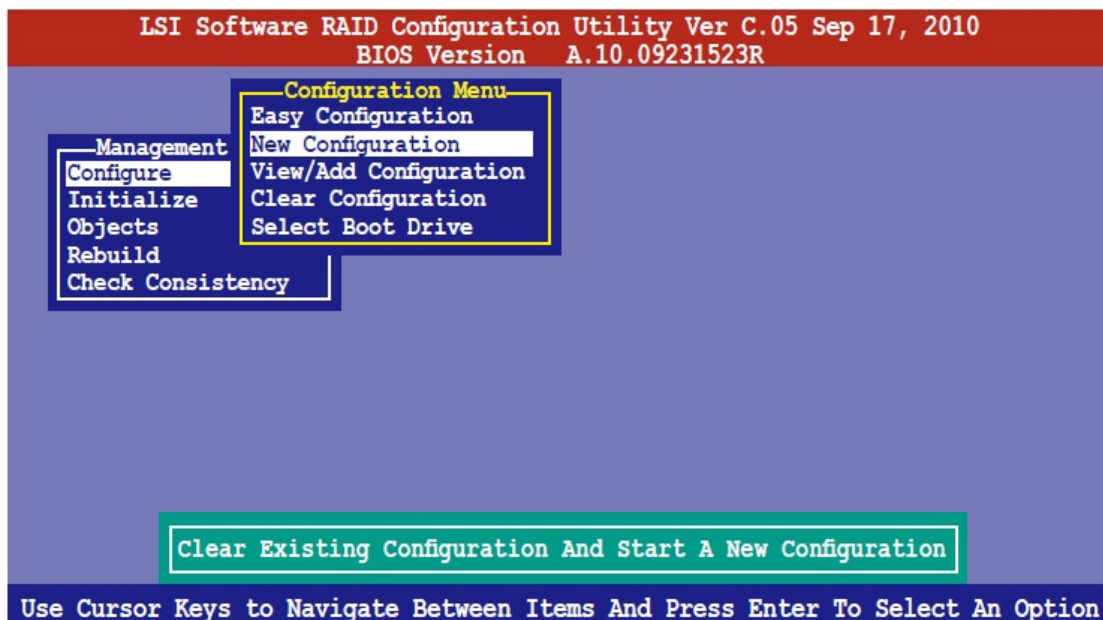 LSI Software RAID Configuration Utility Ver C.05 Sep 17, 2010
BIOS Version A.10.09231523R
Configuration Menu
Easy Configuration
New Configuration
View/Add Configuration
Clear Configuration
Select Boot Drive
Management
Configure
Initialize
Objects
Rebuild
Check Consistency
Clear Existing Configuration And Start A New Configuration
Use Cursor Keys to Navigate Between Items And Press Enter To Select An Option